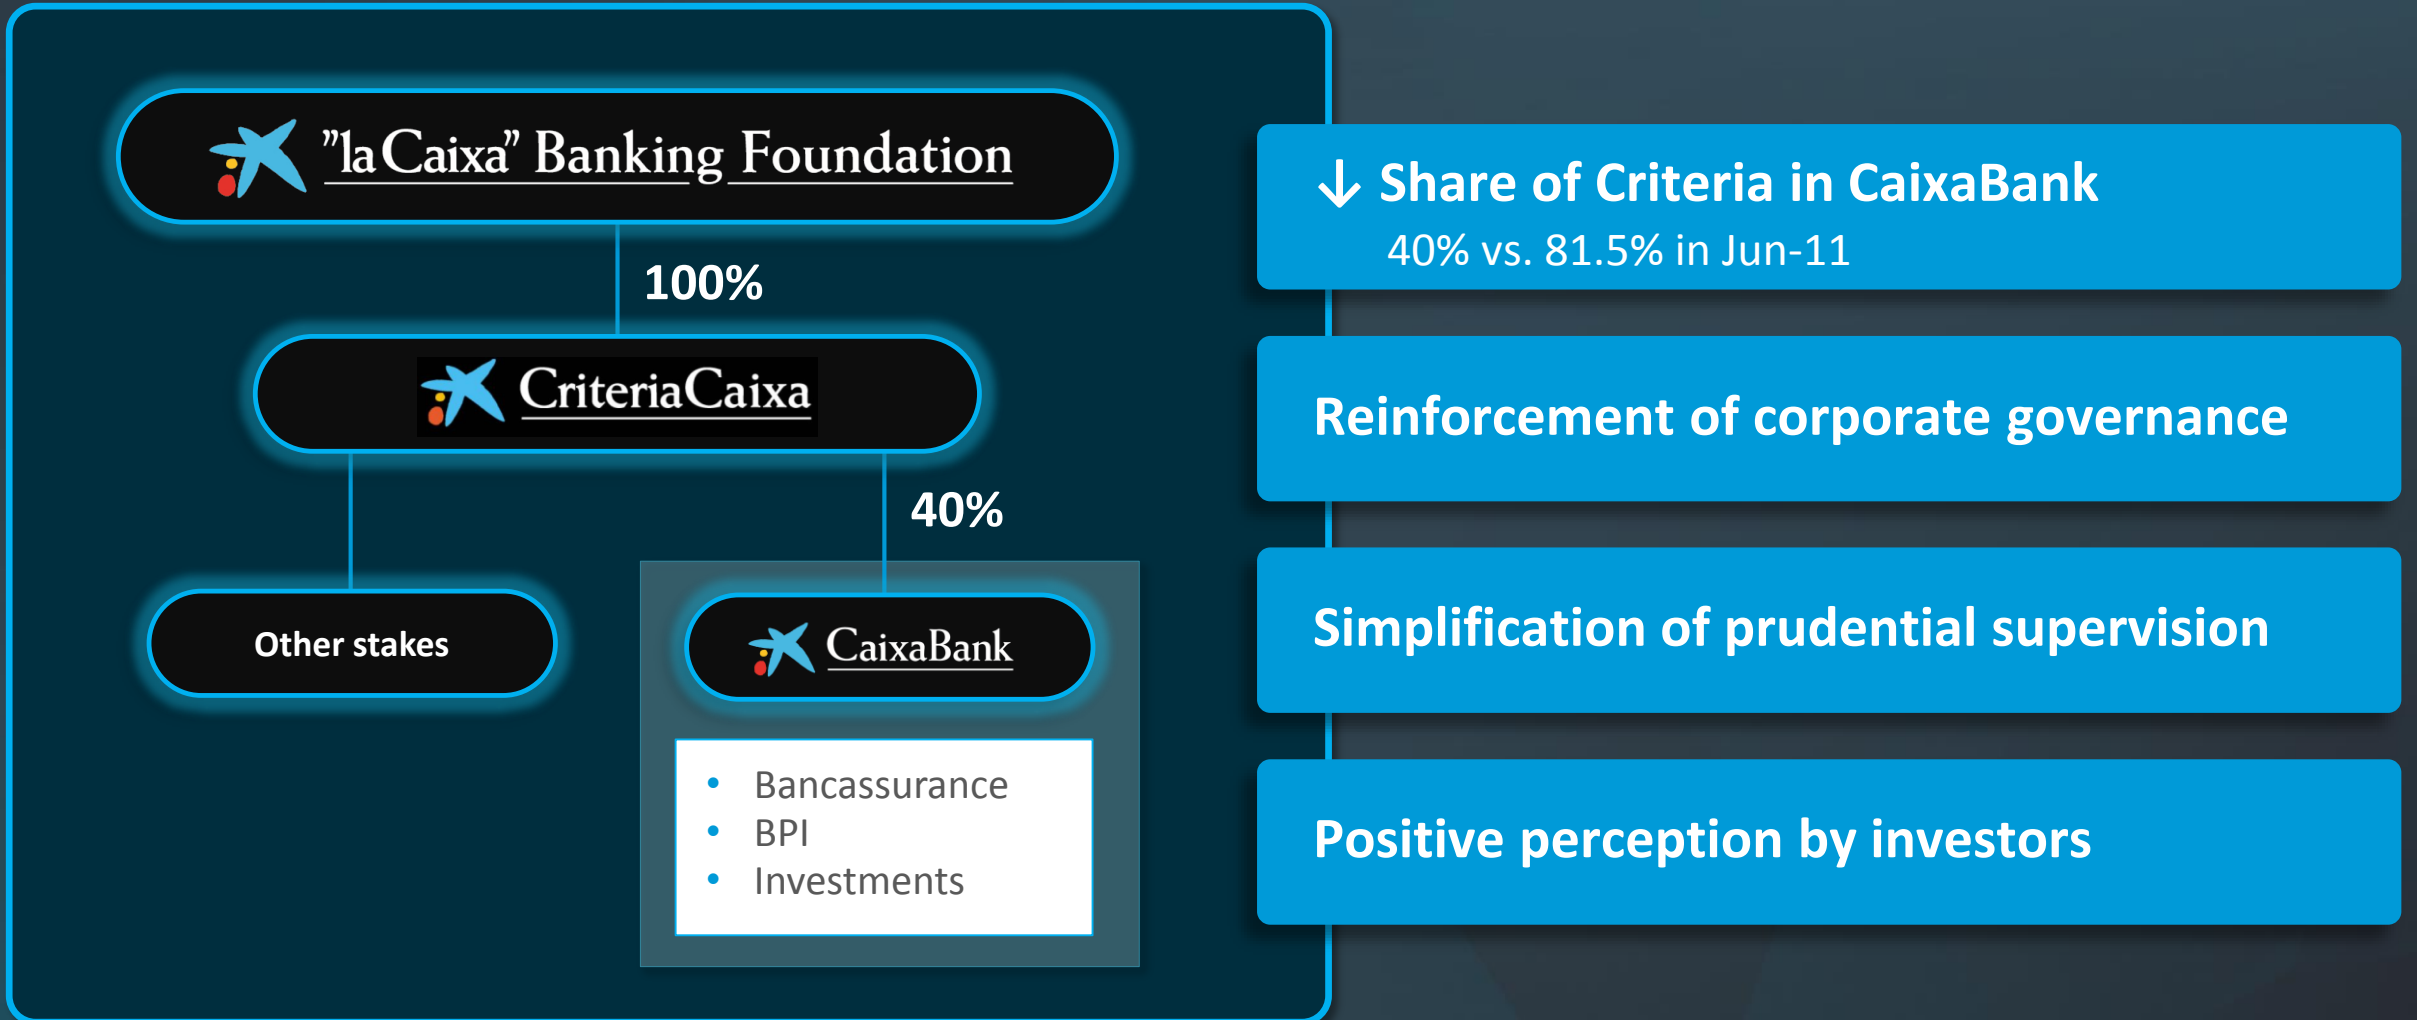 ”la Caixa” Banking Foundation
100%
CriteriaCaixa
40%
Other stakes
CaixaBank
• Bancassurance
• BPI
• Investments
↓ Share of Criteria in CaixaBank
40% vs. 81.5% in Jun-11
Reinforcement of corporate governance
Simplification of prudential supervision
Positive perception by investors